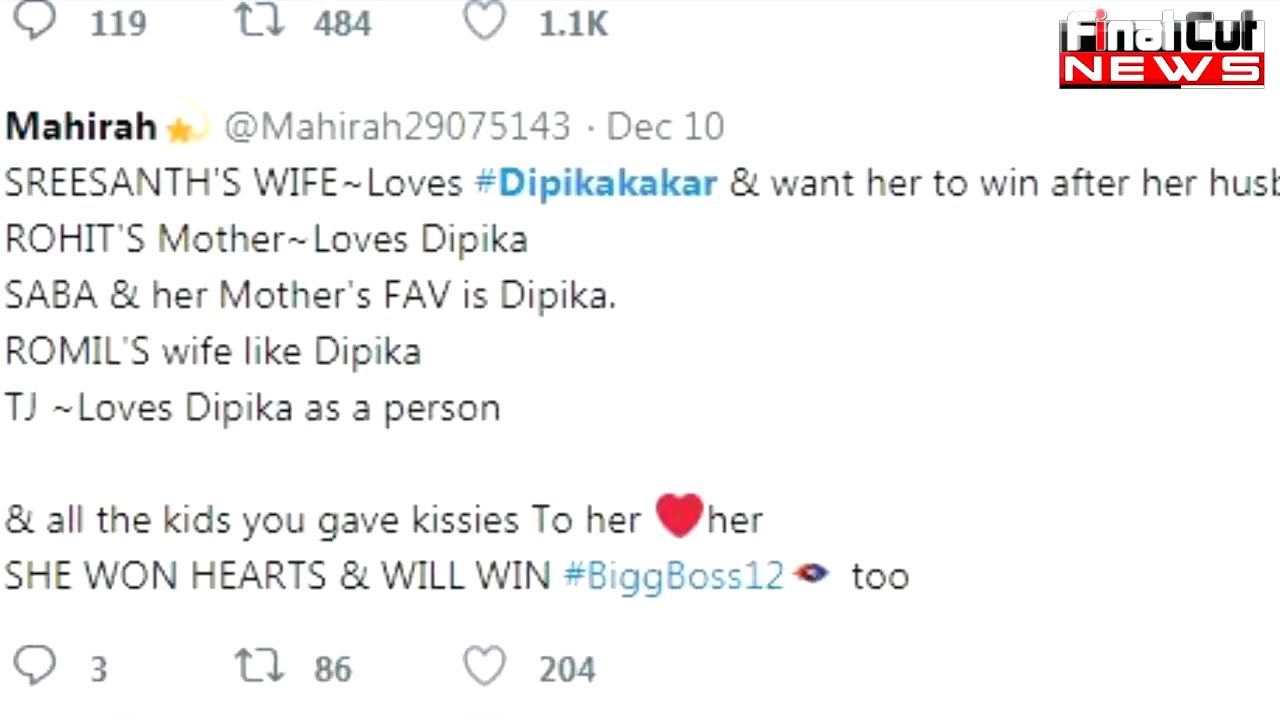 119 484 1.1K
Final Cut
NEWS
Mahirah @Mahirah29075143 · Dec 10
SREESANTH'S WIFE~Loves #Dipikakakar & want her to win after her
ROHIT'S Mother~Loves Dipika
SABA & her Mother's FAV is Dipika.
ROMIL'S wife like Dipika
TJ ~Loves Dipika as a person
& all the kids you gave kissies To her her
SHE WON HEARTS & WILL WIN #BiggBoss12 too
3 86 204